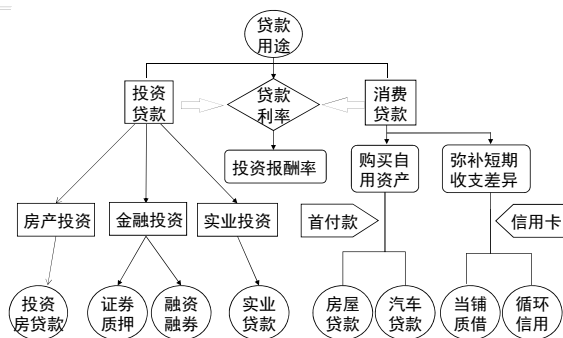 贷款
用途
投资
贷款
贷款
利率
消费
贷款
投资报酬率
购买自
用资产
弥补短期
收支差异
房产投资
金融投资
实业投资
首付款
信用卡
投资
房贷款
证券
质押
融资
融券
实业
贷款
房屋
贷款
汽车
贷款
当铺
质借
循环
信用